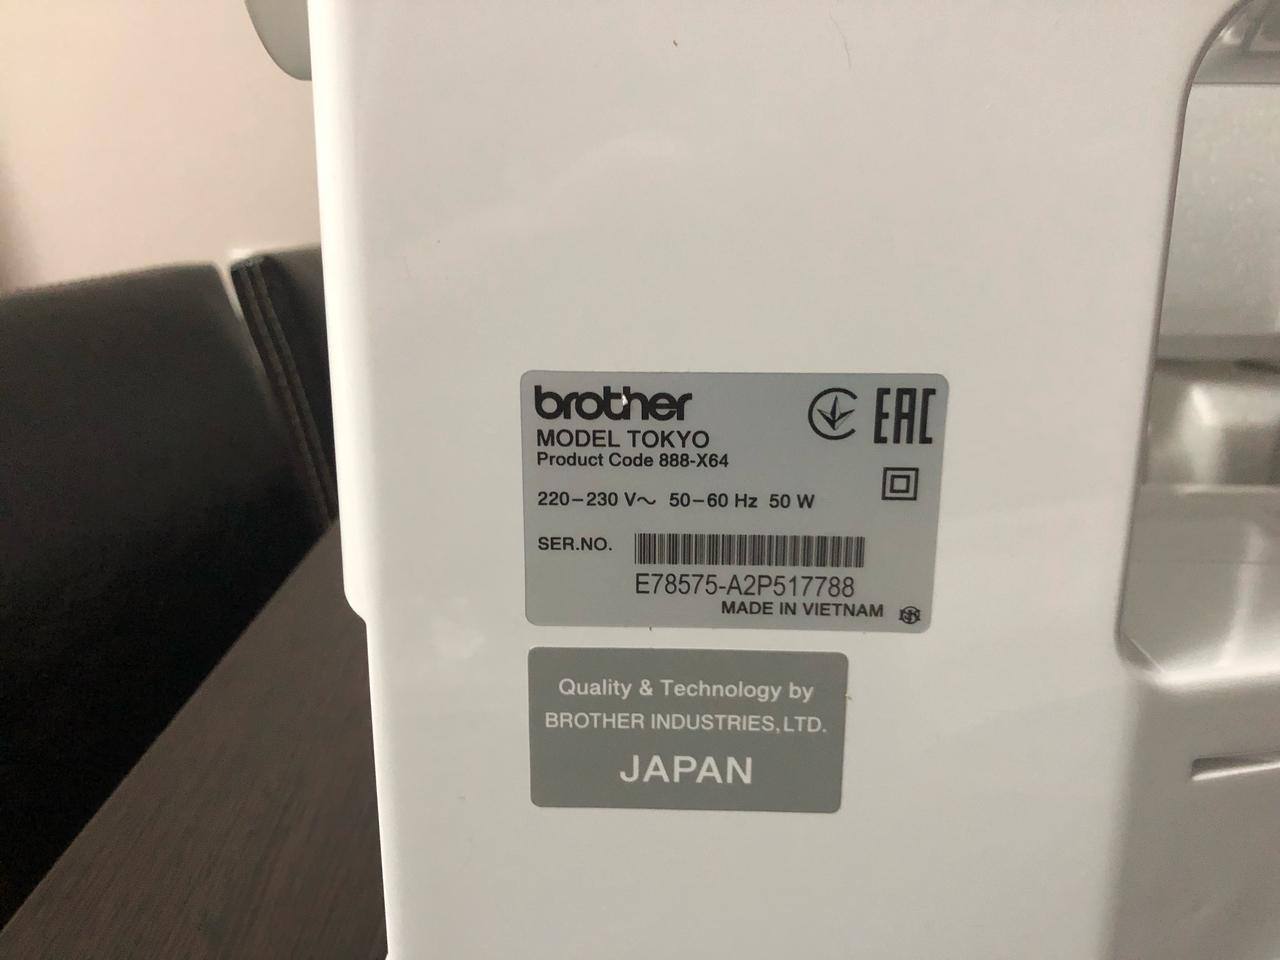 brother
EAC
MODEL TOKYO
Product Code 888-X64
220–230 V~ 50–60 Hz 50 W
SER.NO.
E78575-A2P517788
MADE IN VIETNAM
Quality & Technology by
BROTHER INDUSTRIES,LTD.
JAPAN